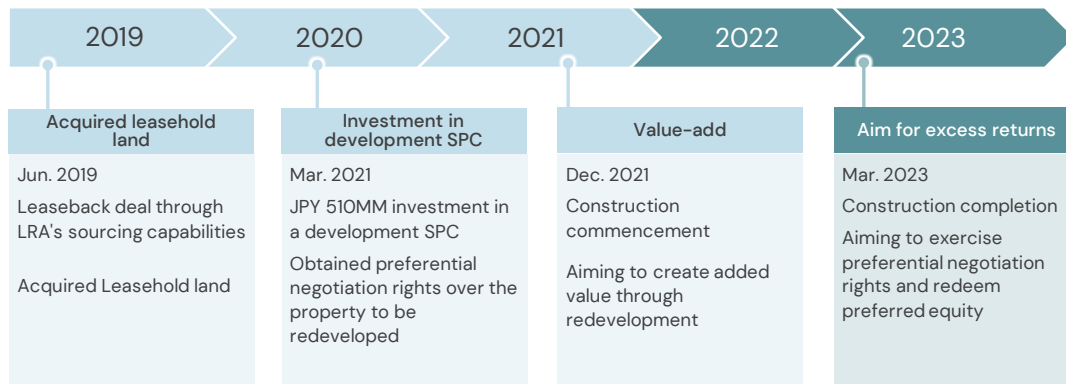 2019
2020
2021
2022
2023
Acquired leasehold
land
Jun. 2019
Leaseback deal through
LRA's sourcing capabilities
Acquired Leasehold land
Investment in
development SPC
Mar. 2021
JPY 510MM investment in
a development SPC
Obtained preferential
negotiation rights over the
property to be
redeveloped
Value-add
Dec. 2021
Construction
commencement
Aiming to create added
value through
redevelopment
Aim for excess returns
Mar. 2023
Construction completion
Aiming to exercise
preferential negotiation
rights and redeem
preferred equity